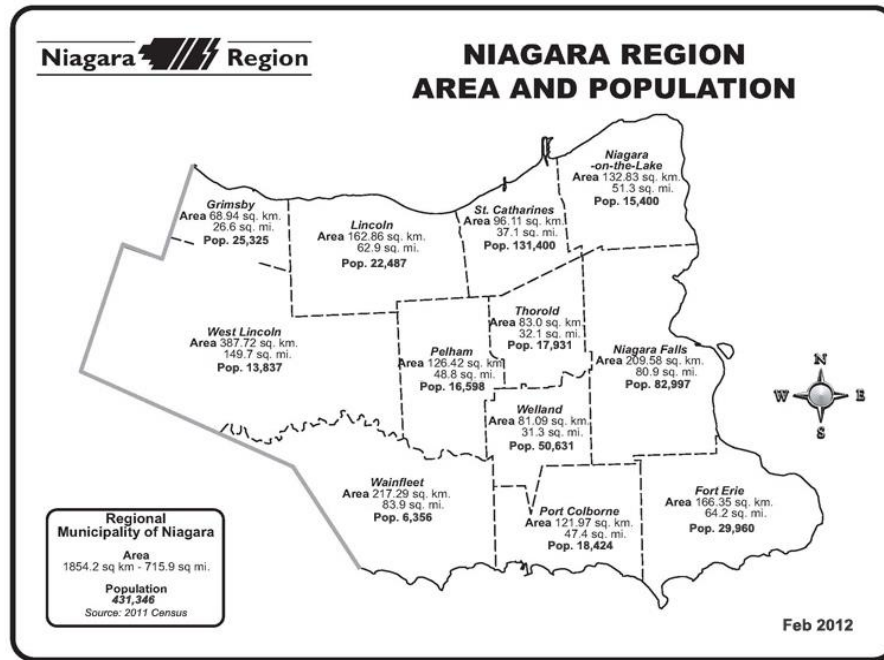 Niagara Region
NIAGARA REGION
AREA AND POPULATION
Niagara
-on-the-Lake
Area 132.83 sq. km.
51.3 sq. mi.
Pop. 15,400
Grimsby
Area 68.94 sq. km.
26.6 sq. mi.
Pop. 25,325
Lincoln
Area 162.86 sq. km.
62.9 sq. mi.
Pop. 22,487
St. Catharines
Area 96.11 sq. km.
37.1 sq. mi.
Pop. 131,400
West Lincoln
Area 387.72 sq. km.
149.7 sq. mi.
Pop. 13,837
Pelham
Area 126.42 sq. km.
48.8 sq. mi.
Pop. 16,598
Thorold
Area 83.0 sq. km.
32.1 sq. mi.
Pop. 17,931
Niagara Falls
Area 209.58 sq. km.
80.9 sq. mi.
Pop. 82,997
N
W E
S
Welland
Area 81.09 sq. km.
31.3 sq. mi.
Pop. 50,631
Wainfleet
Area 217.29 sq. km.
83.9 sq. mi.
Pop. 6,356
Port Colborne
Area 121.97 sq. km.
47.4 sq. mi.
Pop. 18,424
Fort Erie
Area 166.35 sq. km.
64.2 sq. mi.
Pop. 29,960
Regional
Municipality of Niagara
Area
1854.2 sq km - 715.9 sq mi.
Population
431,346
Source: 2011 Census
Feb 2012